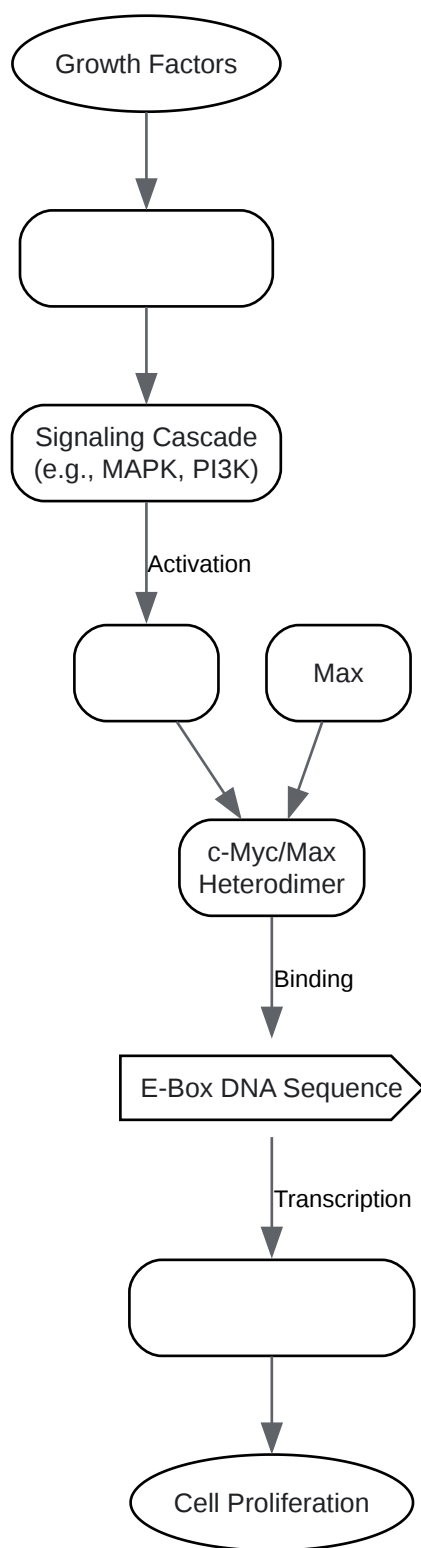 Growth Factors
Signaling Cascade
(e.g., MAPK, PI3K)
Activation
Max
c-Myc/Max
Heterodimer
Binding
E-Box DNA Sequence
Transcription
Cell Proliferation